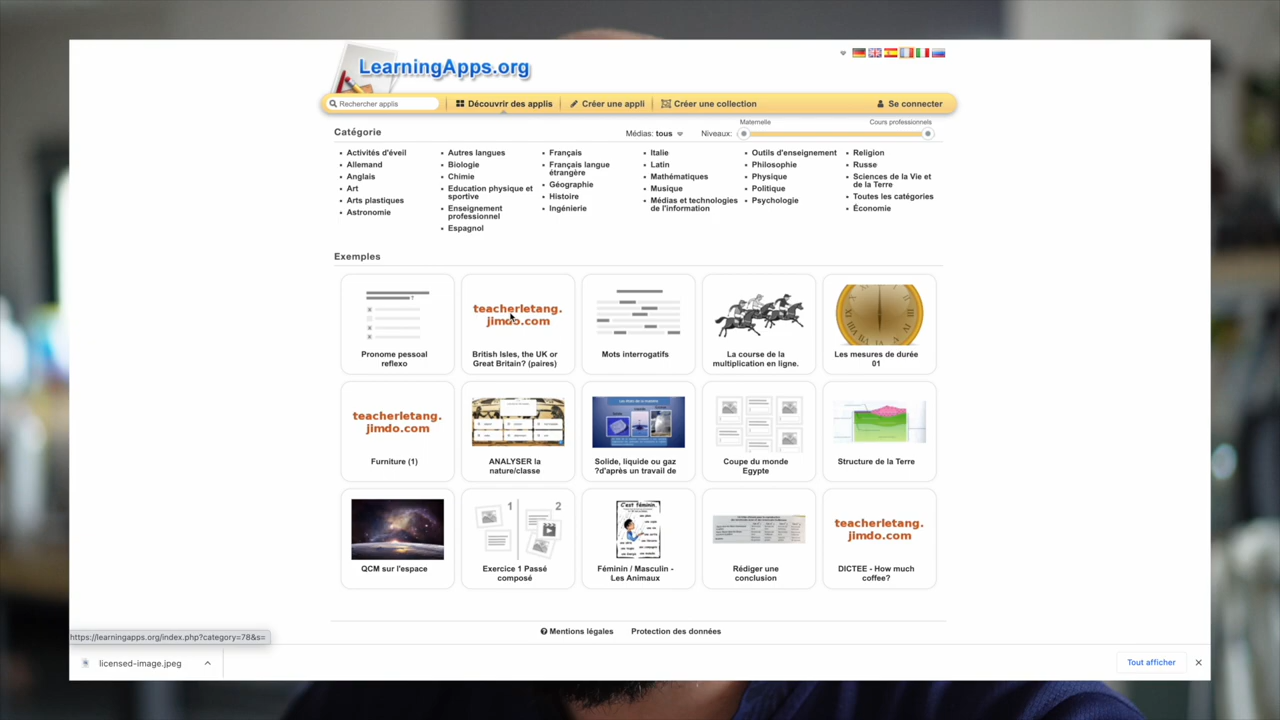 LearningApps.org
Rechercher applis
Découvrir des applis
Créer une appli
Créer une collection
Se connecter
Catégorie
Médias: tous
Niveaux:
Maternelle
Cours professionnels
Activités d'éveil
Allemand
Anglais
Art
Arts plastiques
Astronomie
Autres langues
Biologie
Chimie
Education physique et
sportive
Enseignement
professionnel
Espagnol
Français
Français langue
étrangère
Géographie
Histoire
Ingénierie
Italie
Latin
Mathématiques
Musique
Médias et technologies
de l'information
Outils d'enseignement
Philosophie
Physique
Politique
Psychologie
Religion
Russe
Sciences de la Vie et
de la Terre
Toutes les catégories
Économie
Exemples
Pronome pessoal
reflexo
teacherletang.
jimdo.com
British Isles, the UK or
Great Britain? (paires)
Mots interrogatifs
La course de la
multiplication en ligne.
Les mesures de durée
01
teacherletang.
jimdo.com
Furniture (1)
ANALYSER la
nature/classe
Solide, liquide ou gaz
?d'après un travail de
Coupe du monde
Egypte
Structure de la Terre
QCM sur l'espace
1
2
Exercice 1 Passé
composé
C'est féminin.
Féminin / Masculin -
Les Animaux
Rédiger une
conclusion
teacherletang.
jimdo.com
DICTEE - How much
coffee?
Mentions légales
Protection des données
https://learningapps.org/index.php?category=78&s=
licensed-image.jpeg
Tout afficher